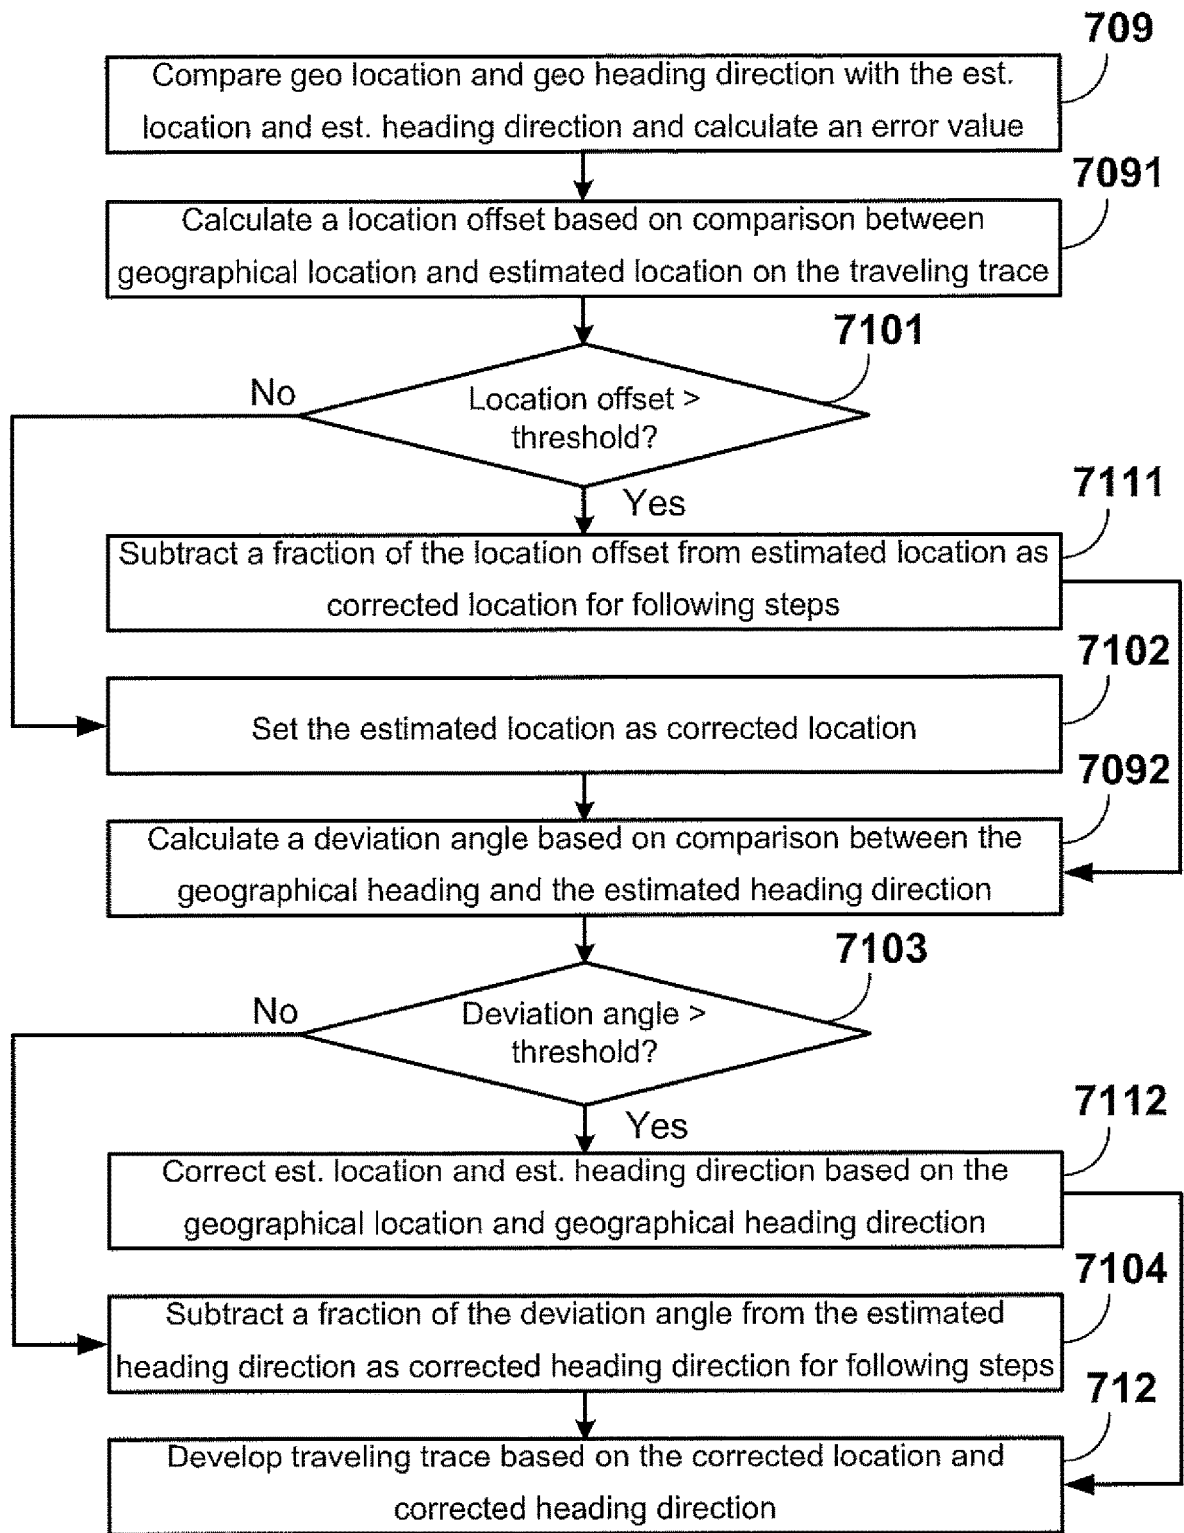 709
Compare geo location and geo heading direction with the est.
location and est. heading direction and calculate an error value
7091
Calculate a location offset based on comparison between
geographical location and estimated location on the traveling trace
7101
No
Location offset >
threshold?
Yes
7111
Subtract a fraction of the location offset from estimated location as
corrected location for following steps
7102
Set the estimated location as corrected location
7092
Calculate a deviation angle based on comparison between the
geographical heading and the estimated heading direction
7103
No
Deviation angle >
threshold?
Yes
7112
Correct est. location and est. heading direction based on the
geographical location and geographical heading direction
7104
Subtract a fraction of the deviation angle from the estimated
heading direction as corrected heading direction for following steps
712
Develop traveling trace based on the corrected location and
corrected heading direction